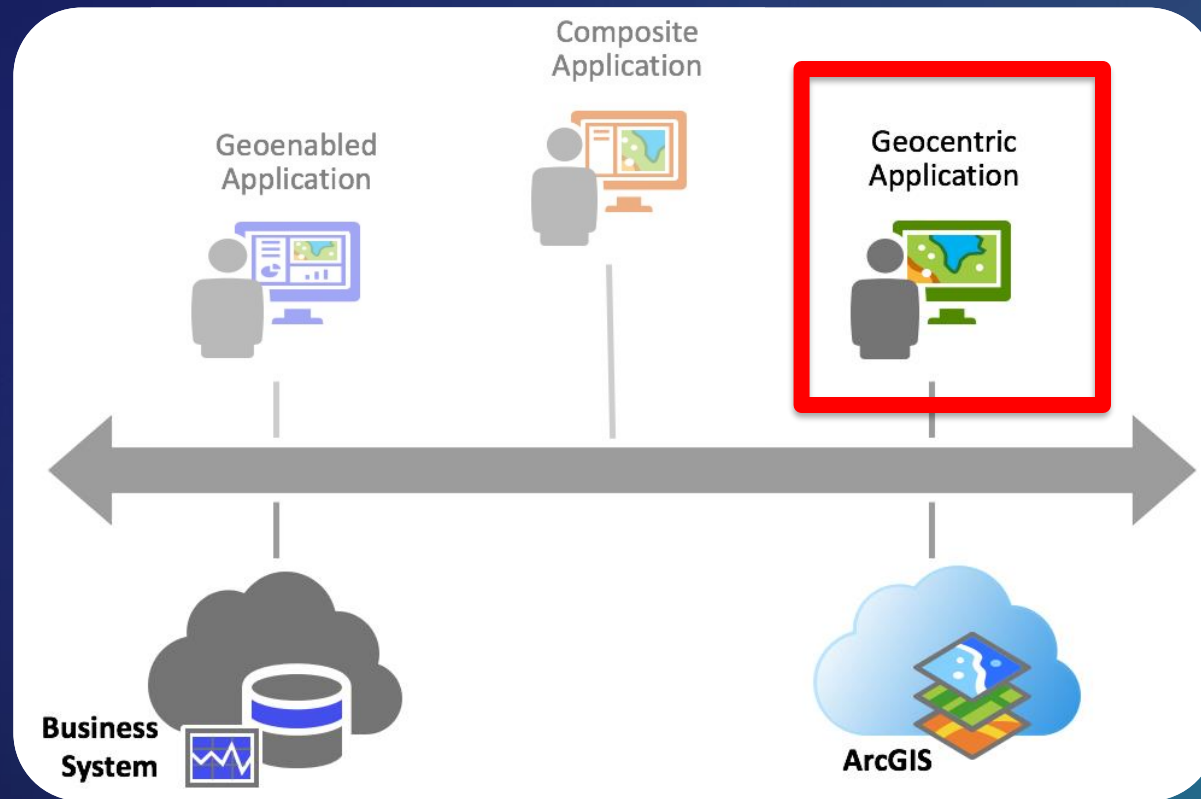 Composite
Application
Geoenabled
Application
Geocentric
Application
Business
System
ArcGIS